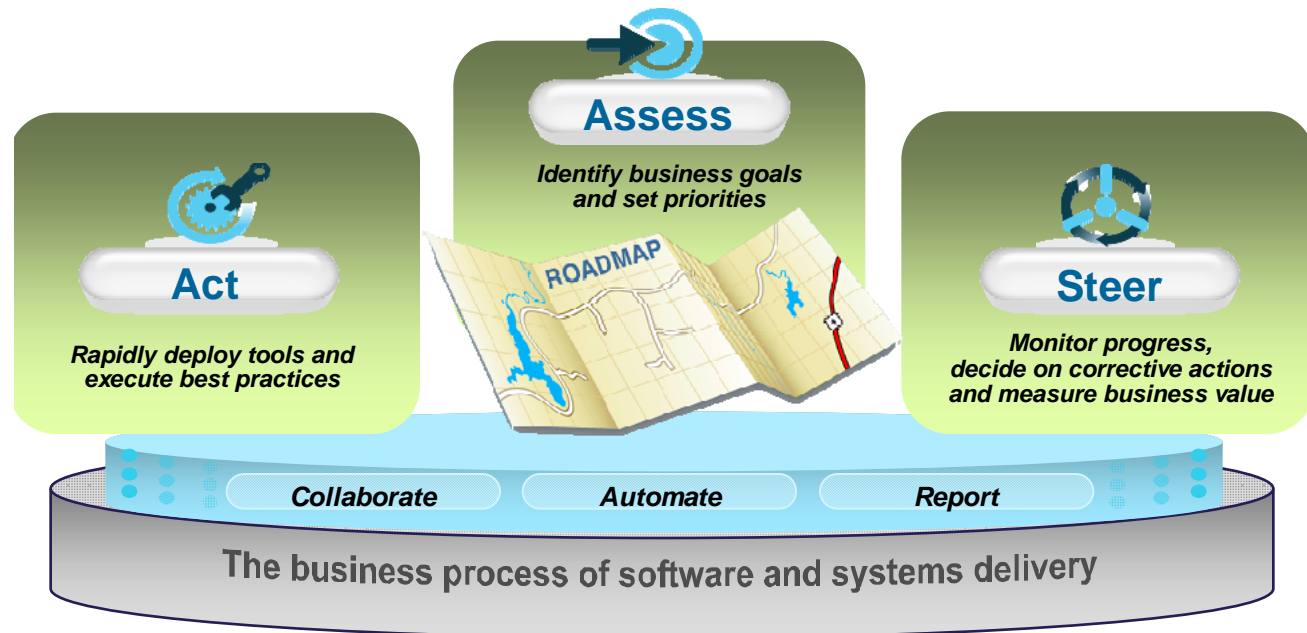 Assess
Identify business goals
and set priorities
Act
Rapidly deploy tools and
execute best practices
ROADMAP
Steer
Monitor progress,
decide on corrective actions
and measure business value
Collaborate
Automate
Report
The business process of software and systems delivery